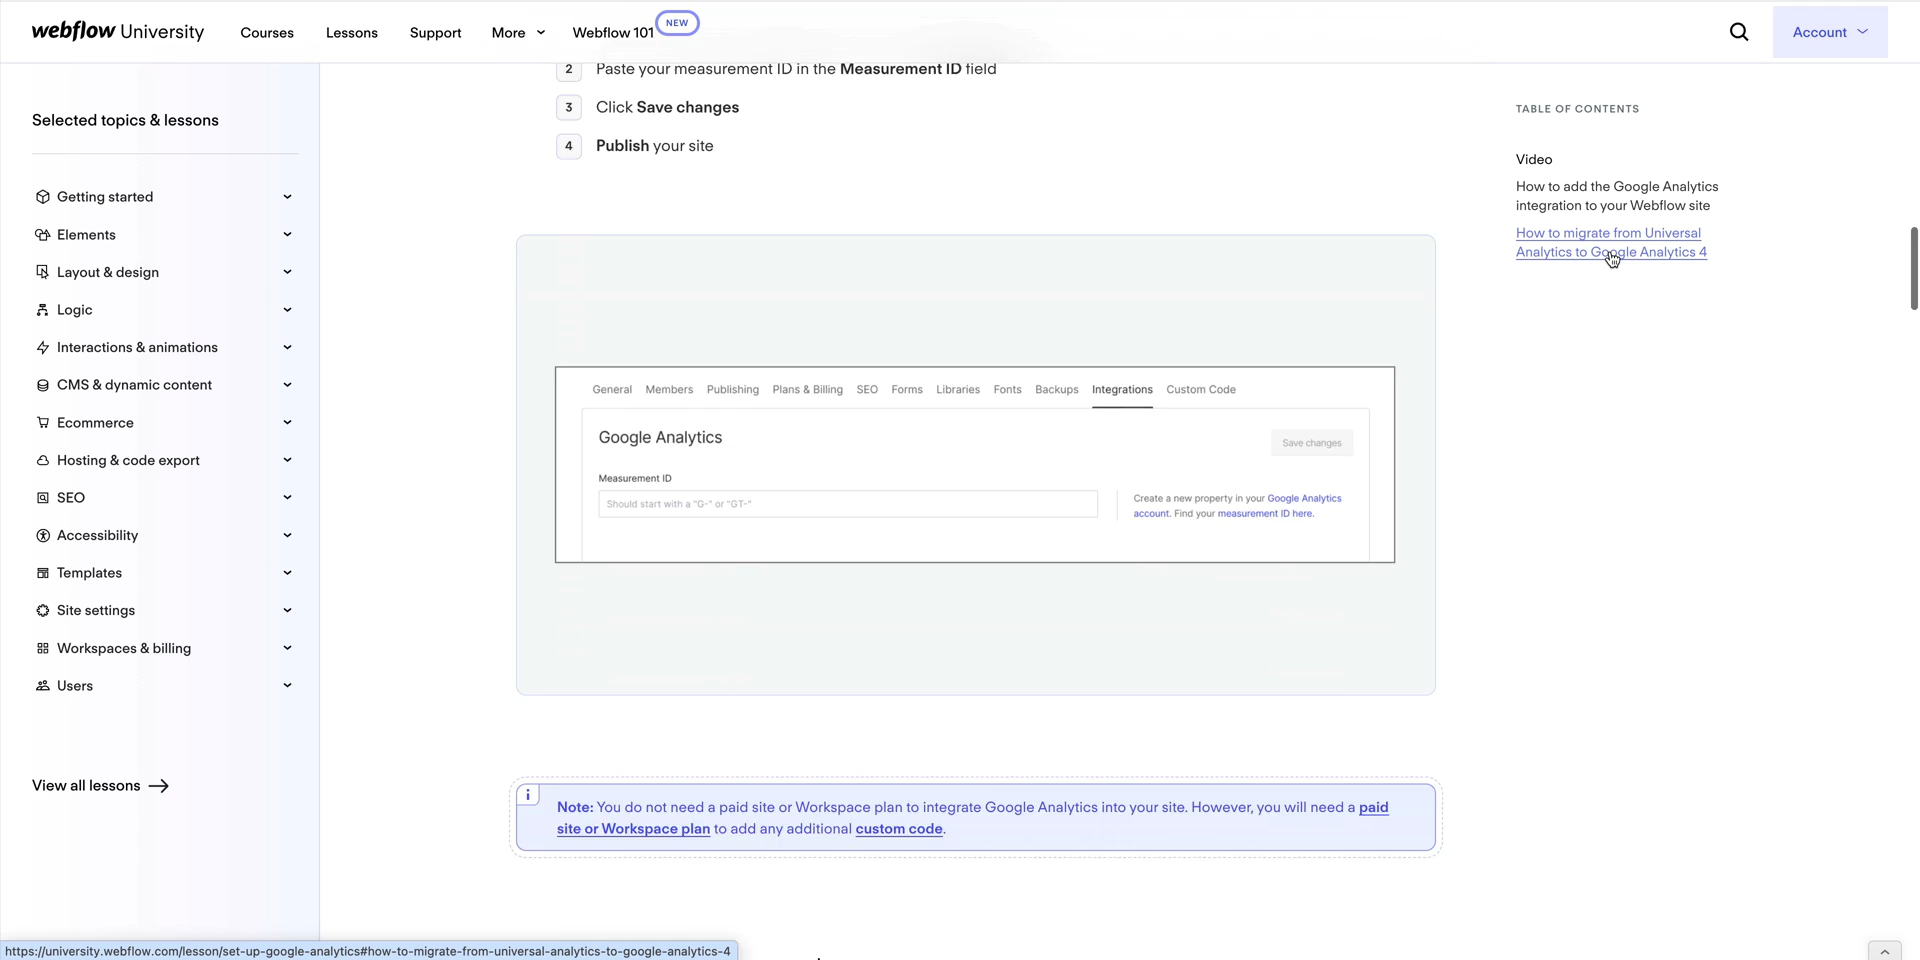 webflow University
Courses
Lessons
Support
More
Webflow 101
NEW
Account
Selected topics & lessons
Getting started
Elements
Layout & design
Logic
Interactions & animations
CMS & dynamic content
Ecommerce
Hosting & code export
SEO
Accessibility
Templates
Site settings
Workspaces & billing
Users
View all lessons
2 Paste your measurement ID in the Measurement ID field
3 Click Save changes
4 Publish your site
General Members Publishing Plans & Billing SEO Forms Libraries Fonts Backups Integrations Custom Code
Google Analytics
Save changes
Measurement ID
Should start with a "G-" or "GT-"
Create a new property in your Google Analytics
account. Find your measurement ID here.
i
Note: You do not need a paid site or Workspace plan to integrate Google Analytics into your site. However, you will need a paid
site or Workspace plan to add any additional custom code.
TABLE OF CONTENTS
Video
How to add the Google Analytics
integration to your Webflow site
How to migrate from Universal
Analytics to Google Analytics 4
https://university.webflow.com/lesson/set-up-google-analytics#how-to-migrate-from-universal-analytics-to-google-analytics-4